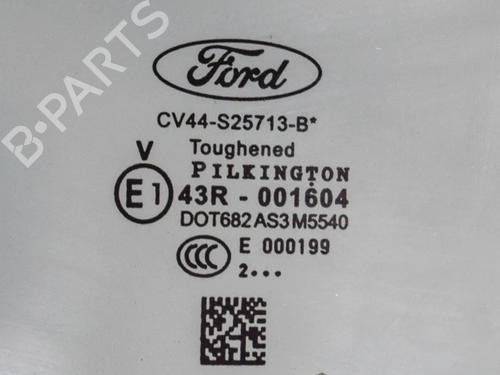 B-PARTS
Ford
CV44-S25713-B*
V Toughened
PILKINGTON
E1 43R - 001604
DOT682 AS3 M5540
CCC E 000199
2•••